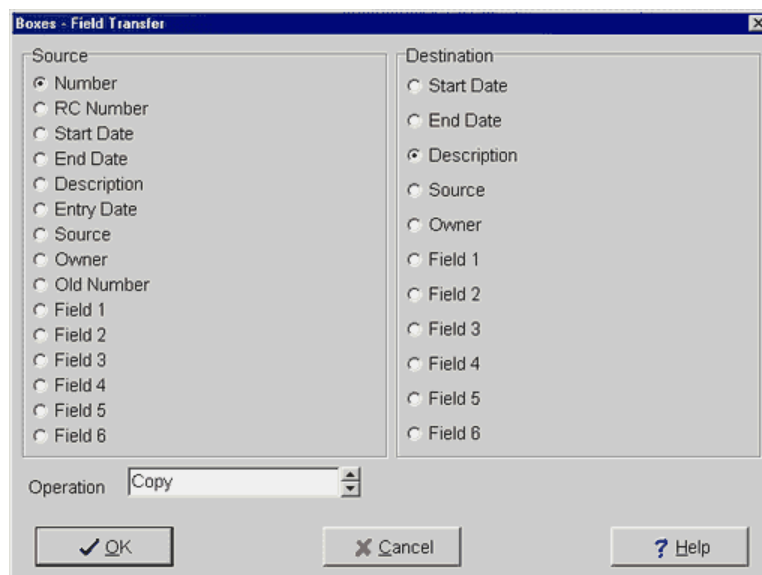 Boxes - Field Transfer
Source
Number
RC Number
Start Date
End Date
Description
Entry Date
Source
Owner
Old Number
Field 1
Field 2
Field 3
Field 4
Field 5
Field 6
Destination
Start Date
End Date
Description
Source
Owner
Field 1
Field 2
Field 3
Field 4
Field 5
Field 6
Operation Copy
OK Cancel ? Help